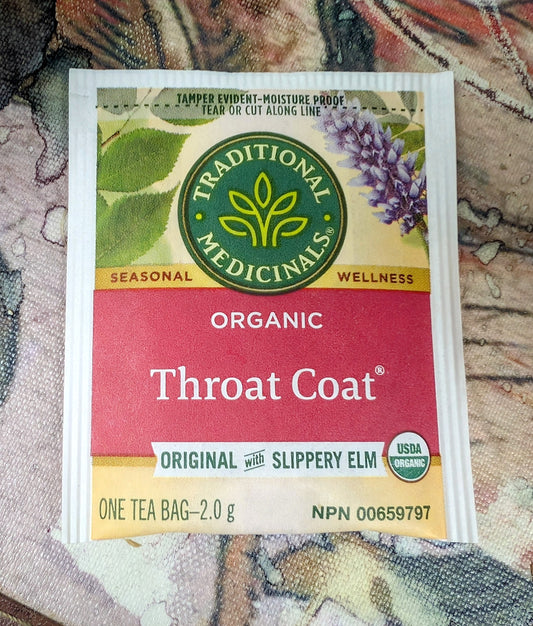 TAMPER EVIDENT–MOISTURE PROOF
TEAR OR CUT ALONG LINE
TRADITIONAL
MEDICINALS®
SEASONAL WELLNESS
ORGANIC
Throat Coat®
ORIGINAL with SLIPPERY ELM
USDA
ORGANIC
ONE TEA BAG–2.0 g
NPN 00659797